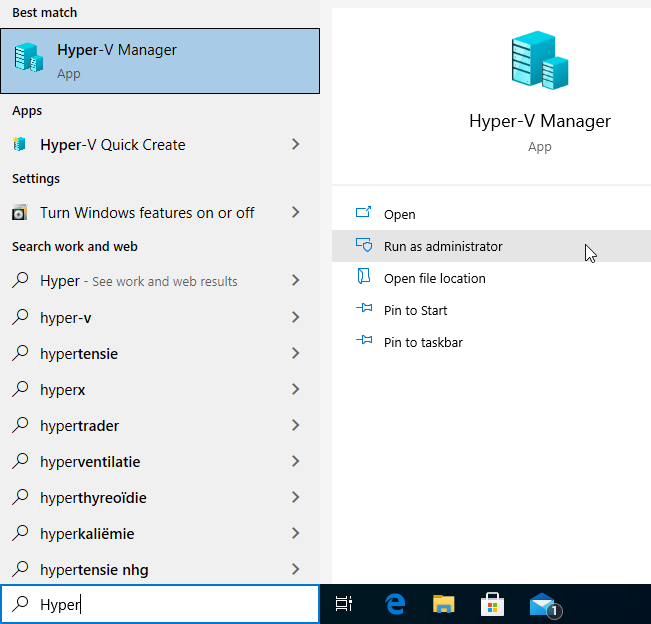 Best match
Hyper-V Manager
App
Apps
Hyper-V Quick Create
Settings
Turn Windows features on or off
Search work and web
Hyper - See work and web results
hyper-v
hypertensie
hyperx
hypertrader
hyperventilatie
hyperthyreoïdie
hyperkaliëmie
hypertensie nhg
Hyper
Hyper-V Manager
App
Open
Run as administrator
Open file location
Pin to Start
Pin to taskbar
1